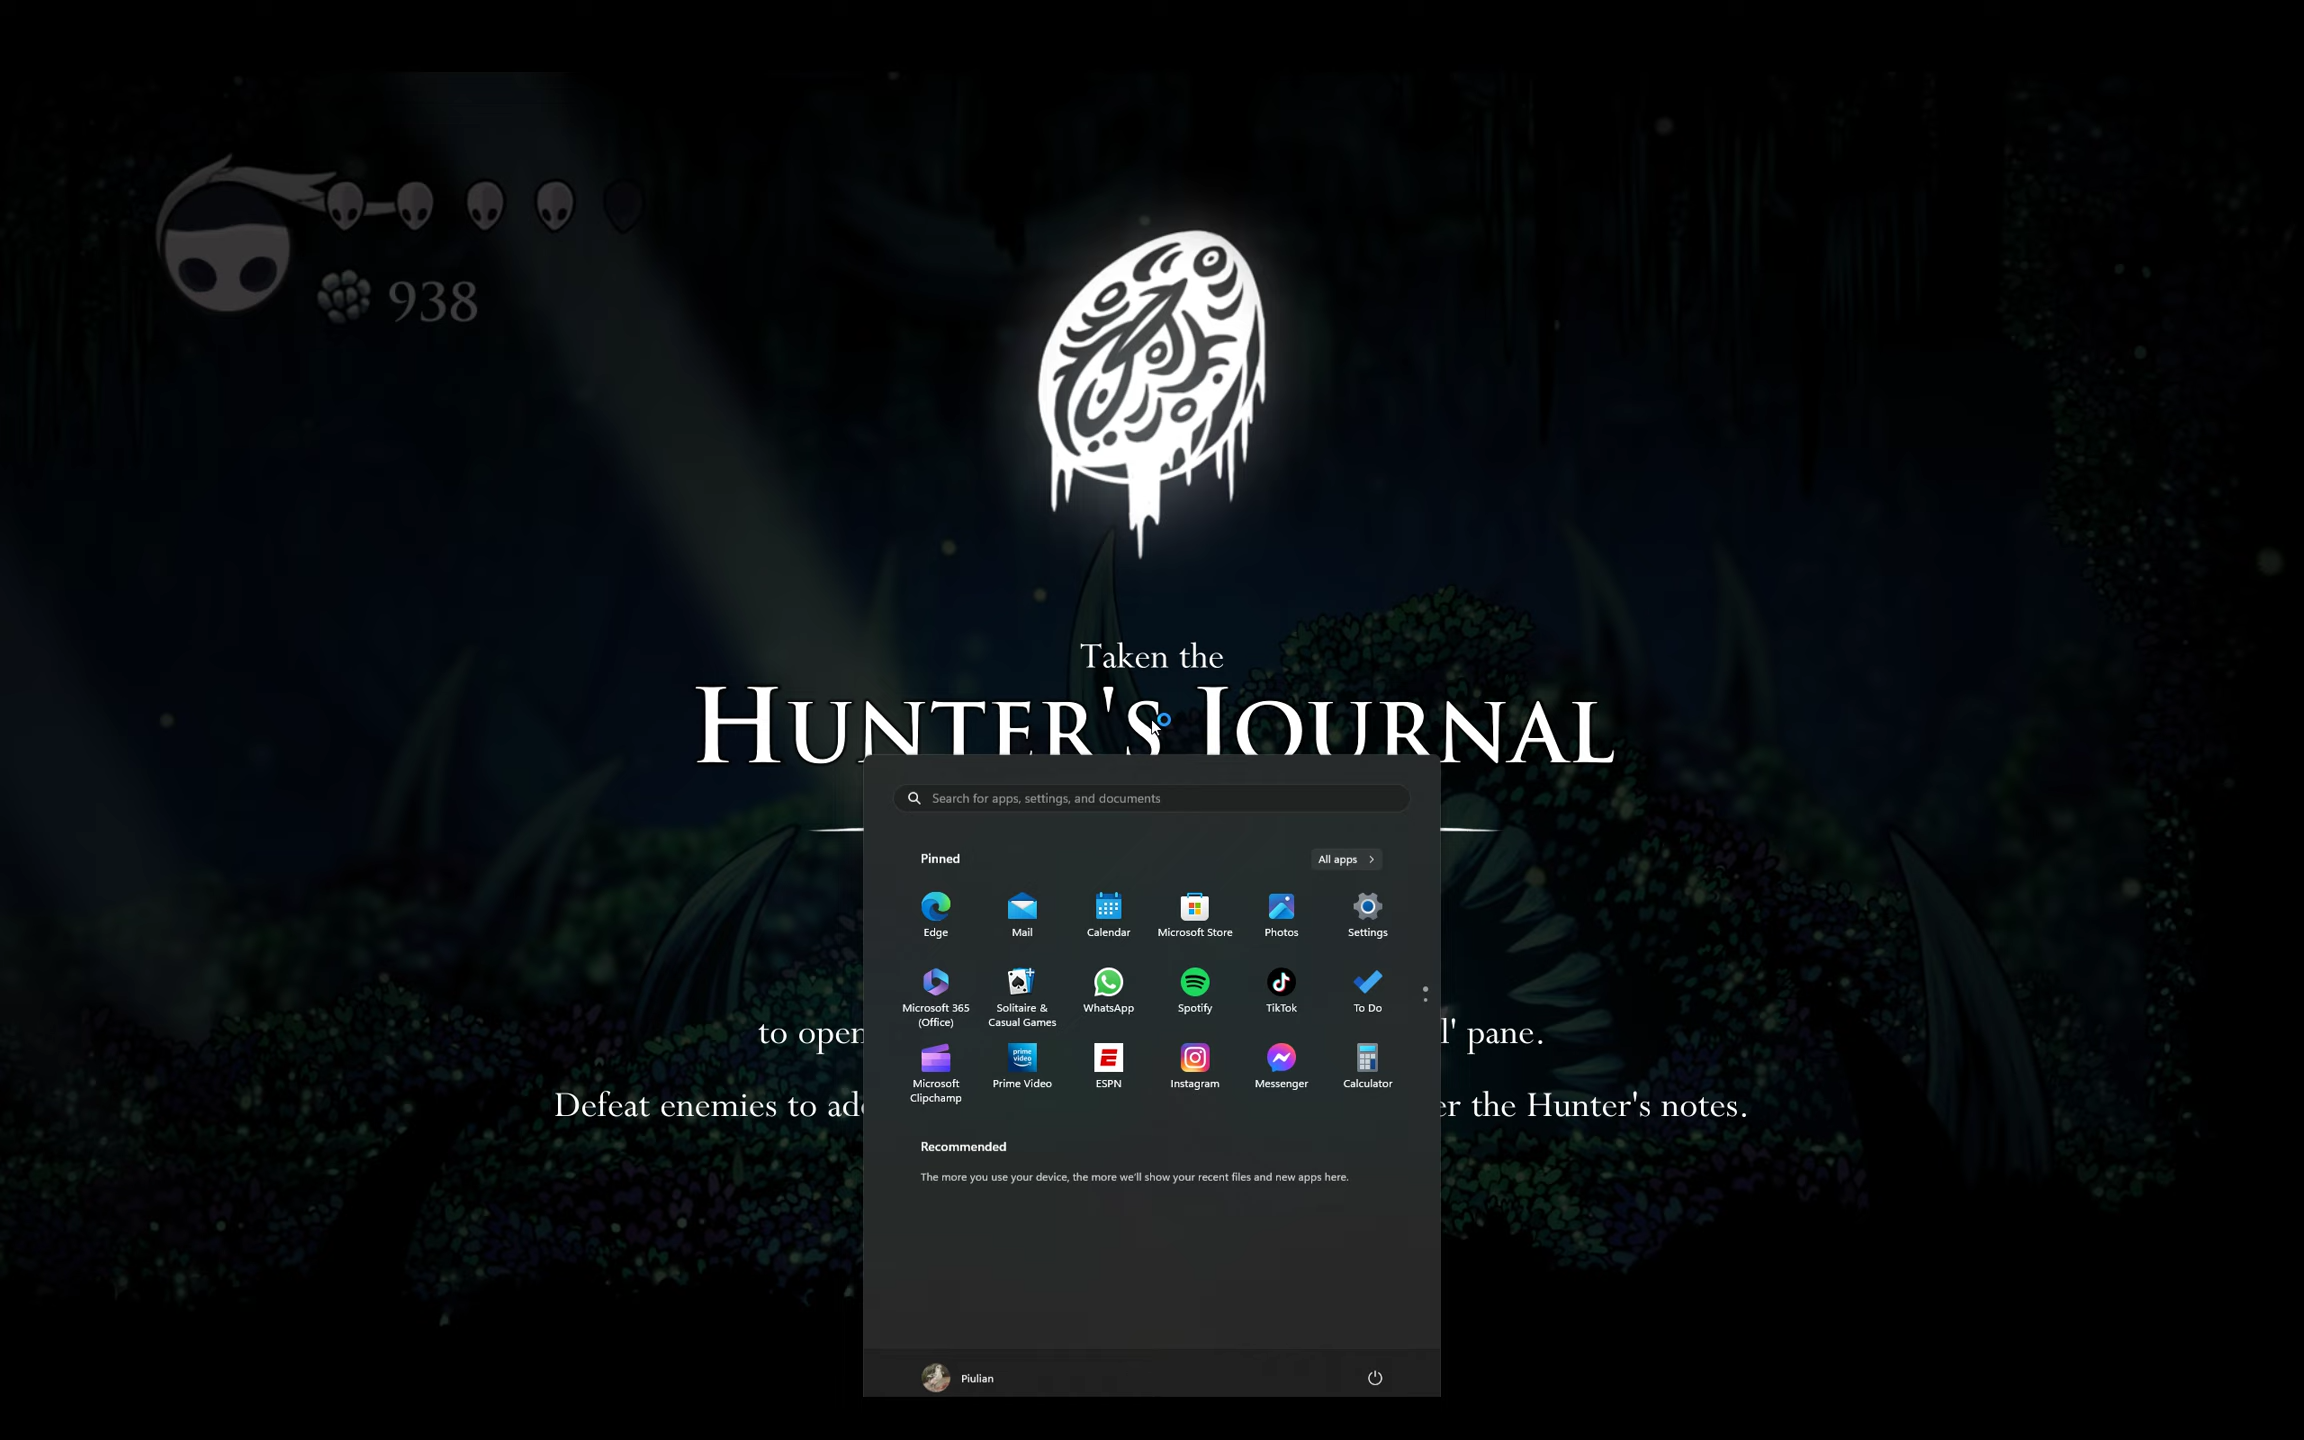 938
Taken the
HUNTER'S JOURNAL
Search for apps, settings, and documents
Pinned
All apps
Edge
Mail
Calendar
Microsoft Store
Photos
Settings
Microsoft 365
(Office)
Solitaire &
Casual Games
WhatsApp
Spotify
TikTok
To Do
Microsoft
Clipchamp
prime
video
Prime Video
ESPN
Instagram
Messenger
Calculator
to open
l' pane.
Defeat enemies to ad
er the Hunter's notes.
Recommended
The more you use your device, the more we'll show your recent files and new apps here.
Piulian